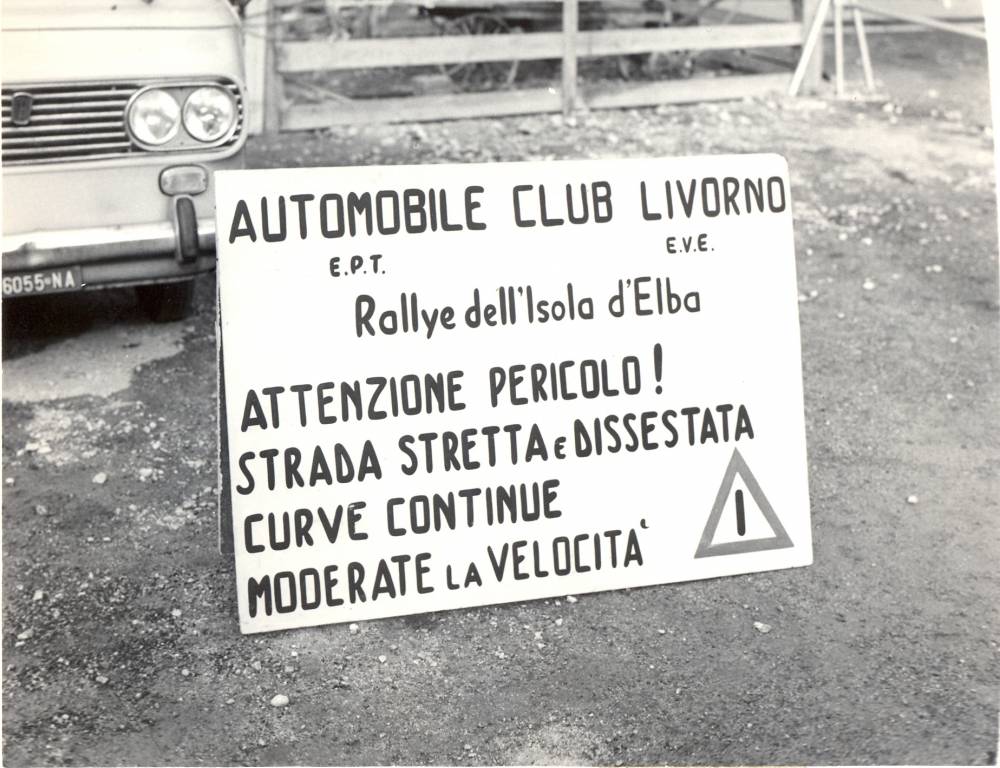 AUTOMOBILE CLUB LIVORNO
E.P.T. E.V.E.
Rallye dell'Isola d'Elba
ATTENZIONE PERICOLO!
STRADA STRETTA E DISSESTATA
CURVE CONTINUE
MODERATE LA VELOCITA'
6055 NA